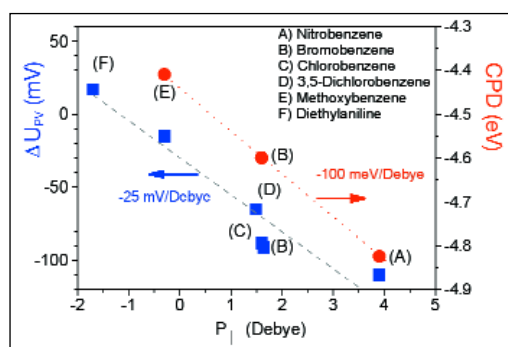 50
0
-50
-100
Δ U_PV (mV)
-4.3
-4.4
-4.5
-4.6
-4.7
-4.8
-4.9
CPD (eV)
A) Nitrobenzene
B) Bromobenzene
C) Chlorobenzene
D) 3,5-Dichlorobenzene
E) Methoxybenzene
F) Diethylaniline
(F)
(E)
(B)
-100 meV/Debye
-25 mV/Debye
(D)
(C)
(B)
(A)
-2 -1 0 1 2 3 4 5
P_| (Debye)